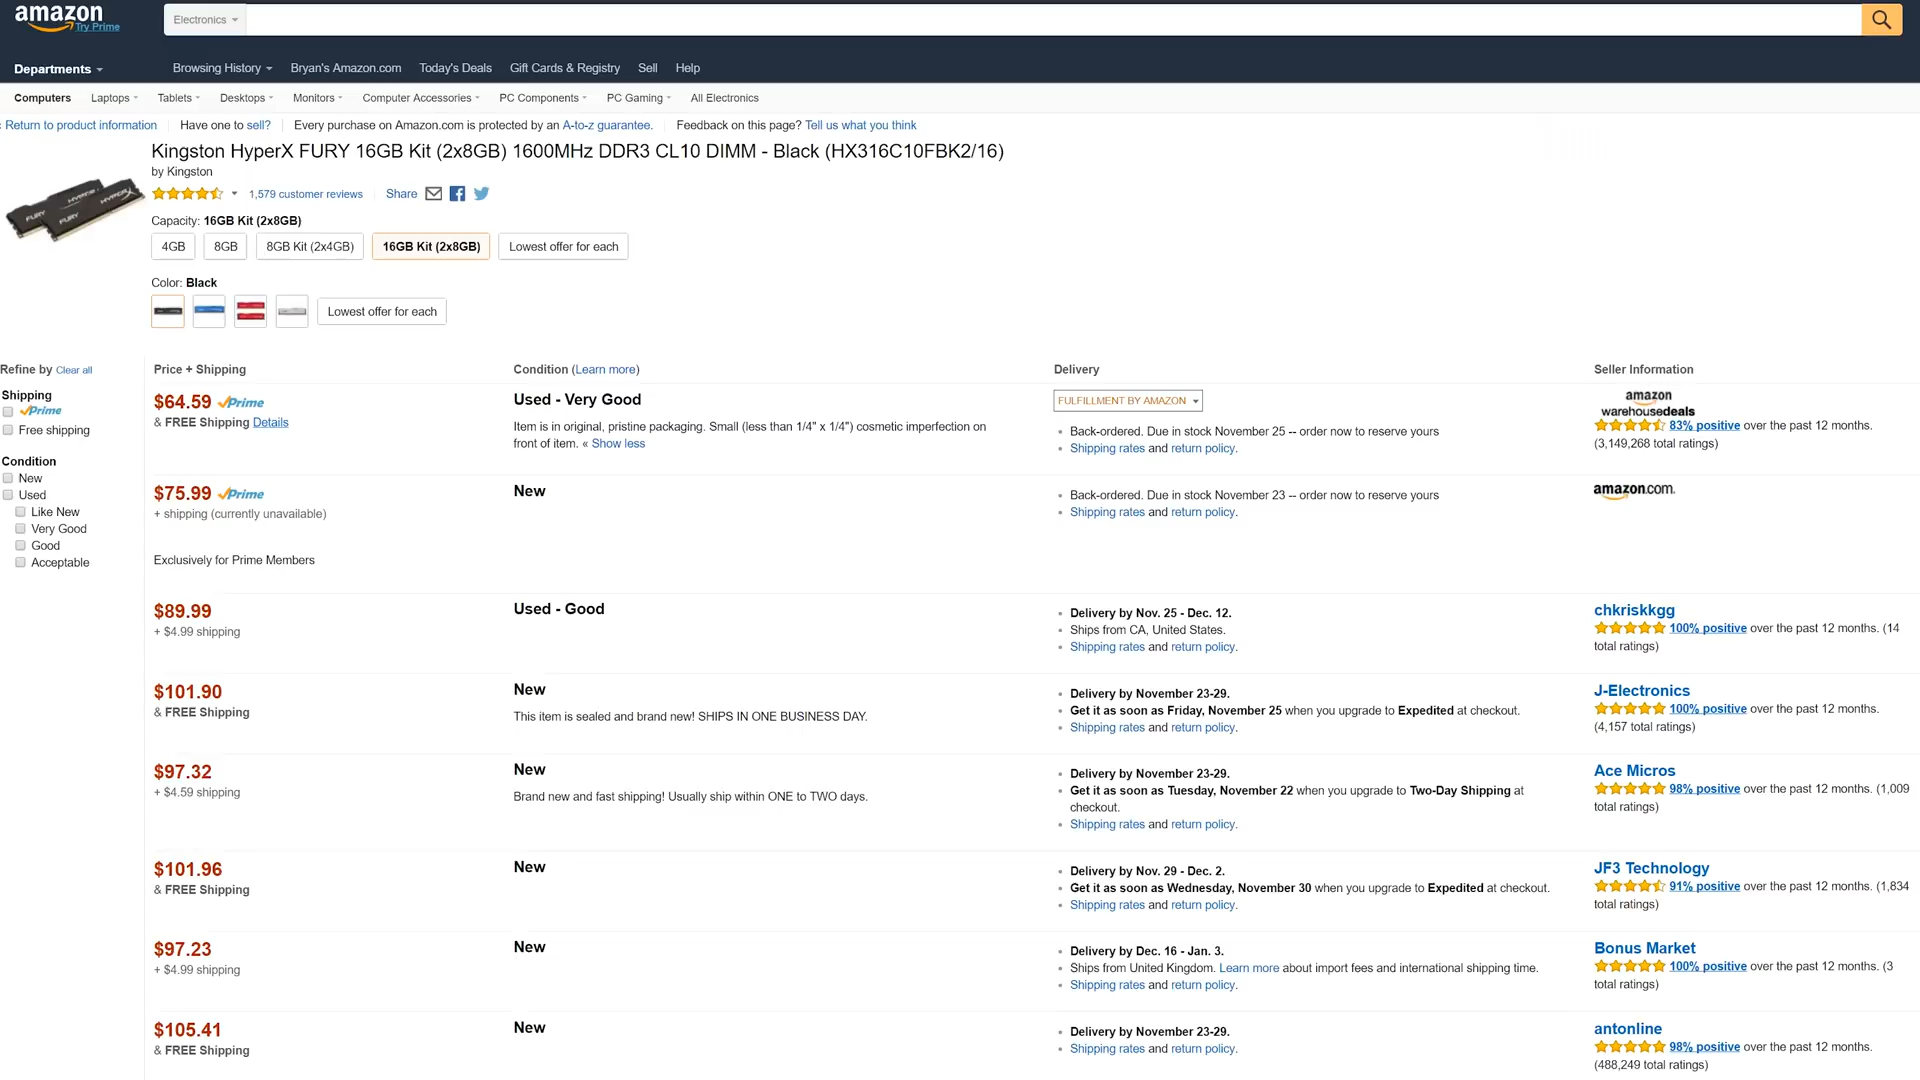 amazon
Try Prime
Electronics
Departments
Browsing History
Bryan's Amazon.com
Today's Deals
Gift Cards & Registry
Sell
Help
Computers
Laptops
Tablets
Desktops
Monitors
Computer Accessories
PC Components
PC Gaming
All Electronics
‹ Return to product information
Have one to sell?
Every purchase on Amazon.com is protected by an A-to-z guarantee.
Feedback on this page? Tell us what you think
Kingston HyperX FURY 16GB Kit (2x8GB) 1600MHz DDR3 CL10 DIMM - Black (HX316C10FBK2/16)
by Kingston
1,579 customer reviews
Share
Capacity: 16GB Kit (2x8GB)
4GB
8GB
8GB Kit (2x4GB)
16GB Kit (2x8GB)
Lowest offer for each
Color: Black
Lowest offer for each
Refine by Clear all
Shipping
Prime
Free shipping
Condition
New
Used
Like New
Very Good
Good
Acceptable
Price + Shipping
Condition (Learn more)
Delivery
Seller Information
$64.59 Prime
& FREE Shipping Details
Used - Very Good
Item is in original, pristine packaging. Small (less than 1/4" x 1/4") cosmetic imperfection on
front of item. « Show less
FULFILLMENT BY AMAZON
Back-ordered. Due in stock November 25 -- order now to reserve yours
Shipping rates and return policy.
amazon
warehousedeals
83% positive over the past 12 months.
(3,149,268 total ratings)
$75.99 Prime
+ shipping (currently unavailable)
Exclusively for Prime Members
New
Back-ordered. Due in stock November 23 -- order now to reserve yours
Shipping rates and return policy.
amazon.com.
$89.99
+ $4.99 shipping
Used - Good
Delivery by Nov. 25 - Dec. 12.
Ships from CA, United States.
Shipping rates and return policy.
chkriskkgg
100% positive over the past 12 months. (14
total ratings)
$101.90
& FREE Shipping
New
This item is sealed and brand new! SHIPS IN ONE BUSINESS DAY.
Delivery by November 23-29.
Get it as soon as Friday, November 25 when you upgrade to Expedited at checkout.
Shipping rates and return policy.
J-Electronics
100% positive over the past 12 months.
(4,157 total ratings)
$97.32
+ $4.59 shipping
New
Brand new and fast shipping! Usually ship within ONE to TWO days.
Delivery by November 23-29.
Get it as soon as Tuesday, November 22 when you upgrade to Two-Day Shipping at
checkout.
Shipping rates and return policy.
Ace Micros
98% positive over the past 12 months. (1,009
total ratings)
$101.96
& FREE Shipping
New
Delivery by Nov. 29 - Dec. 2.
Get it as soon as Wednesday, November 30 when you upgrade to Expedited at checkout.
Shipping rates and return policy.
JF3 Technology
91% positive over the past 12 months. (1,834
total ratings)
$97.23
+ $4.99 shipping
New
Delivery by Dec. 16 - Jan. 3.
Ships from United Kingdom. Learn more about import fees and international shipping time.
Shipping rates and return policy.
Bonus Market
100% positive over the past 12 months. (3
total ratings)
$105.41
& FREE Shipping
New
Delivery by November 23-29.
Shipping rates and return policy.
antonline
98% positive over the past 12 months.
(488,249 total ratings)